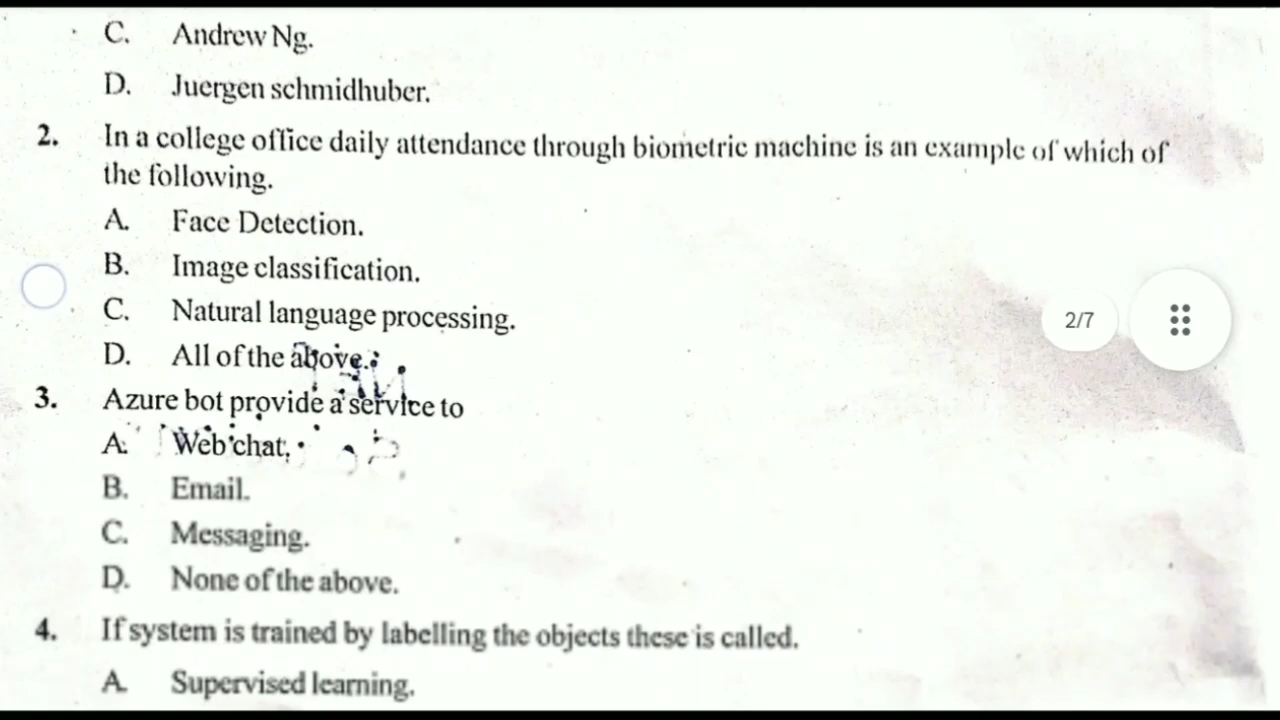 C. Andrew Ng.
D. Juergen schmidhuber.
2. In a college office daily attendance through biometric machine is an example of which of
the following.
A. Face Detection.
B. Image classification.
C. Natural language processing.
D. All of the above.
3. Azure bot provide a service to
A. Web chat.
B. Email.
2/7
C. Messaging.
D. None of the above.
4. If system is trained by labelling the objects these is called.
A. Supervised learning.